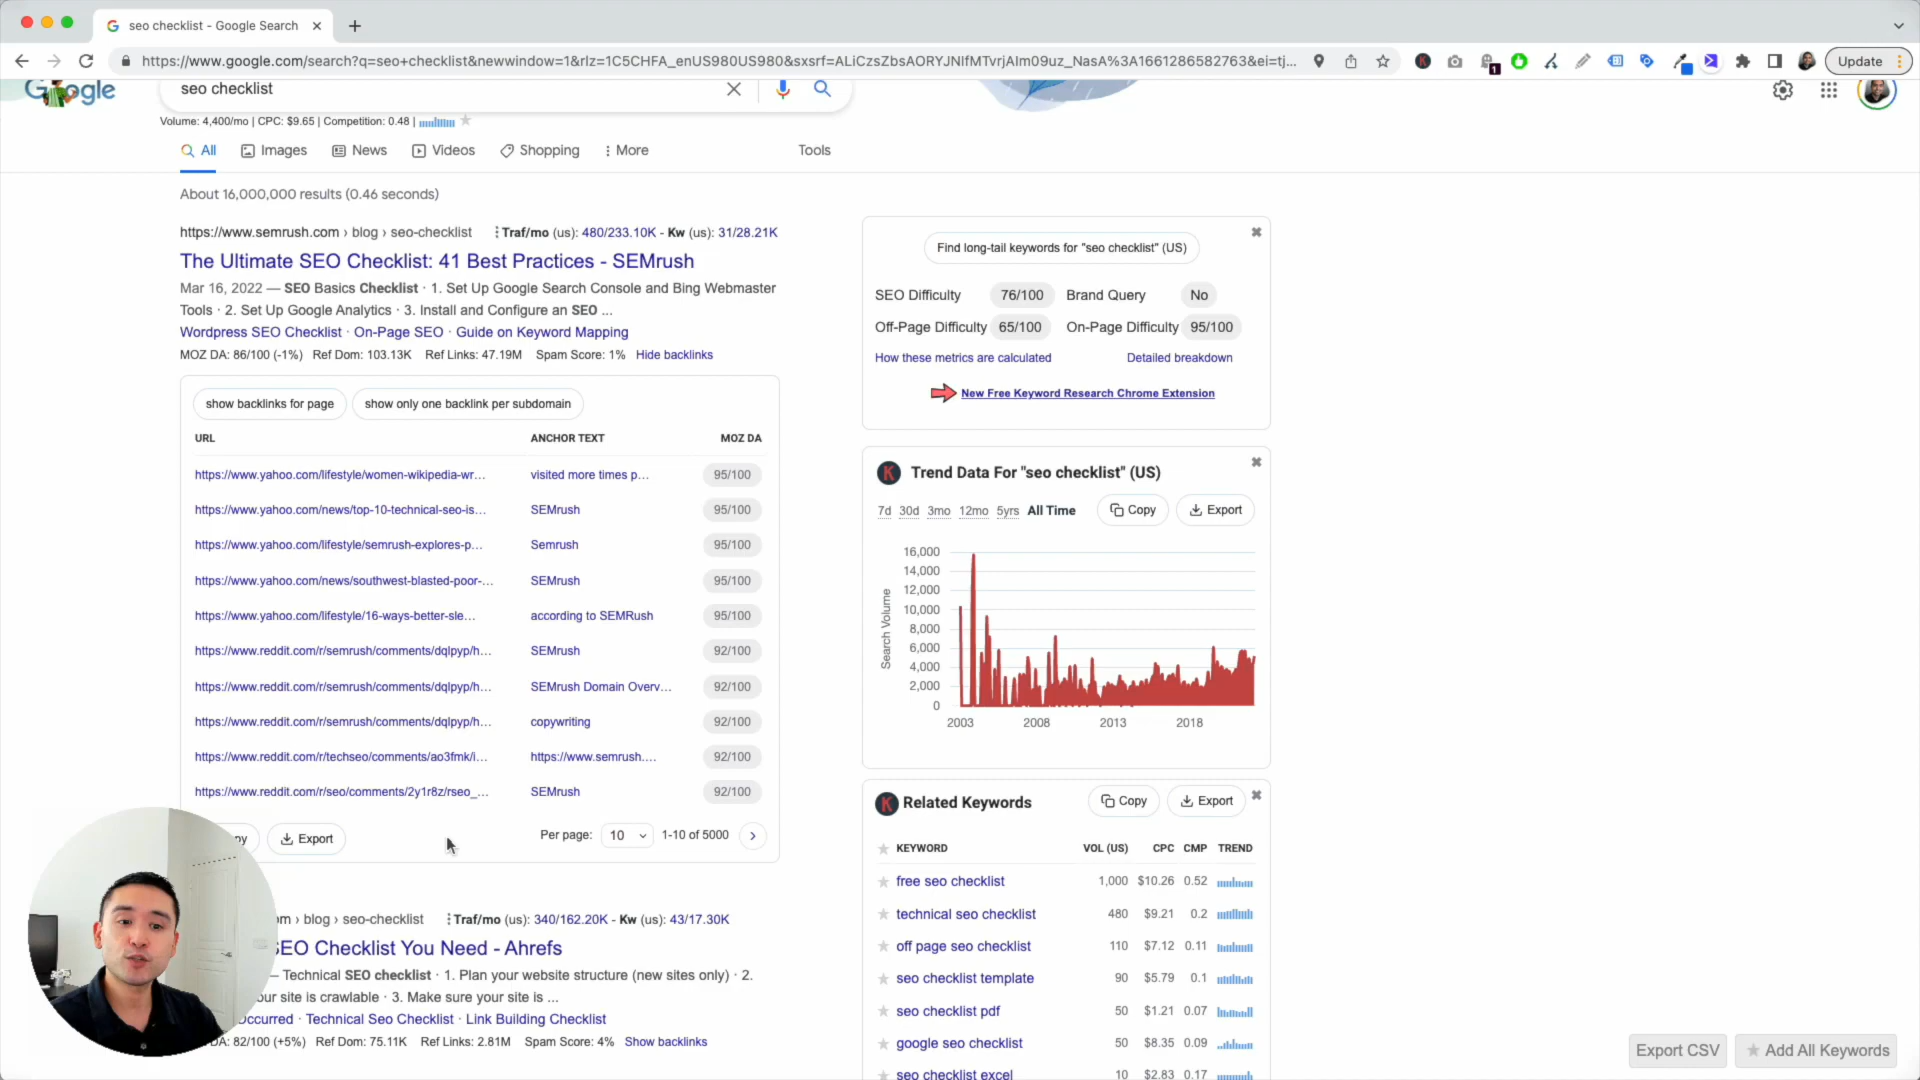 seo checklist - Google Search
https://www.google.com/search?q=seo+checklist&newwindow=1&rlz=1C5CHFA_enUS980US980&sxsrf=ALiCzsZbsAORYJNlfMTvrjAIm09uz_NasA%3A1661286582763&ei=tj...
1
Update
Google
seo checklist
Volume: 4,400/mo | CPC: $9.65 | Competition: 0.48 |
All
Images
News
Videos
Shopping
More
Tools
About 16,000,000 results (0.46 seconds)
https://www.semrush.com › blog › seo-checklist
Traf/mo (us): 480/233.10K - Kw (us): 31/28.21K
The Ultimate SEO Checklist: 41 Best Practices - SEMrush
Mar 16, 2022 — SEO Basics Checklist · 1. Set Up Google Search Console and Bing Webmaster
Tools · 2. Set Up Google Analytics · 3. Install and Configure an SEO ...
Wordpress SEO Checklist · On-Page SEO · Guide on Keyword Mapping
MOZ DA: 86/100 (-1%) Ref Dom: 103.13K Ref Links: 47.19M Spam Score: 1% Hide backlinks
show backlinks for page
show only one backlink per subdomain
URL ANCHOR TEXT MOZ DA
https://www.yahoo.com/lifestyle/women-wikipedia-wr... visited more times p... 95/100
https://www.yahoo.com/news/top-10-technical-seo-is... SEMrush 95/100
https://www.yahoo.com/lifestyle/semrush-explores-p... Semrush 95/100
https://www.yahoo.com/news/southwest-blasted-poor-... SEMrush 95/100
https://www.yahoo.com/lifestyle/16-ways-better-sle... according to SEMRush 95/100
https://www.reddit.com/r/semrush/comments/dqlpyp/h... SEMrush 92/100
https://www.reddit.com/r/semrush/comments/dqlpyp/h... SEMrush Domain Overv... 92/100
https://www.reddit.com/r/semrush/comments/dqlpyp/h... copywriting 92/100
https://www.reddit.com/r/techseo/comments/ao3fmk/i... https://www.semrush.... 92/100
https://www.reddit.com/r/seo/comments/2y1r8z/rseo_... SEMrush 92/100
py
Export
Per page: 10 1-10 of 5000
om › blog › seo-checklist
Traf/mo (us): 340/162.20K - Kw (us): 43/17.30K
SEO Checklist You Need - Ahrefs
— Technical SEO checklist · 1. Plan your website structure (new sites only) · 2.
our site is crawlable · 3. Make sure your site is ...
Occurred · Technical Seo Checklist · Link Building Checklist
DA: 82/100 (+5%) Ref Dom: 75.11K Ref Links: 2.81M Spam Score: 4% Show backlinks
Find long-tail keywords for "seo checklist" (US)
SEO Difficulty 76/100 Brand Query No
Off-Page Difficulty 65/100 On-Page Difficulty 95/100
How these metrics are calculated
Detailed breakdown
New Free Keyword Research Chrome Extension
K
Trend Data For "seo checklist" (US)
7d 30d 3mo 12mo 5yrs All Time
Copy
Export
Search Volume
16,000
14,000
12,000
10,000
8,000
6,000
4,000
2,000
0
2003 2008 2013 2018
K
Related Keywords
Copy
Export
KEYWORD VOL (US) CPC CMP TREND
free seo checklist 1,000 $10.26 0.52
technical seo checklist 480 $9.21 0.2
off page seo checklist 110 $7.12 0.11
seo checklist template 90 $5.79 0.1
seo checklist pdf 50 $1.21 0.07
google seo checklist 50 $8.35 0.09
seo checklist excel 10 $2.83 0.17
Export CSV
Add All Keywords